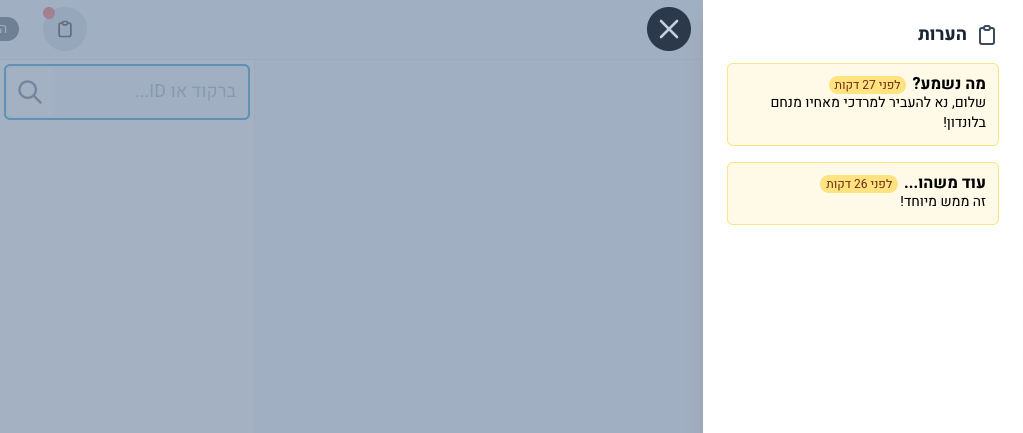 הערות
מה נשמע? לפני 27 דקות
שלום, נא להעביר למרדכי מאחיו מנחם
בלונדון!
עוד משהו... לפני 26 דקות
זה ממש מיוחד!
ברקוד או ID...